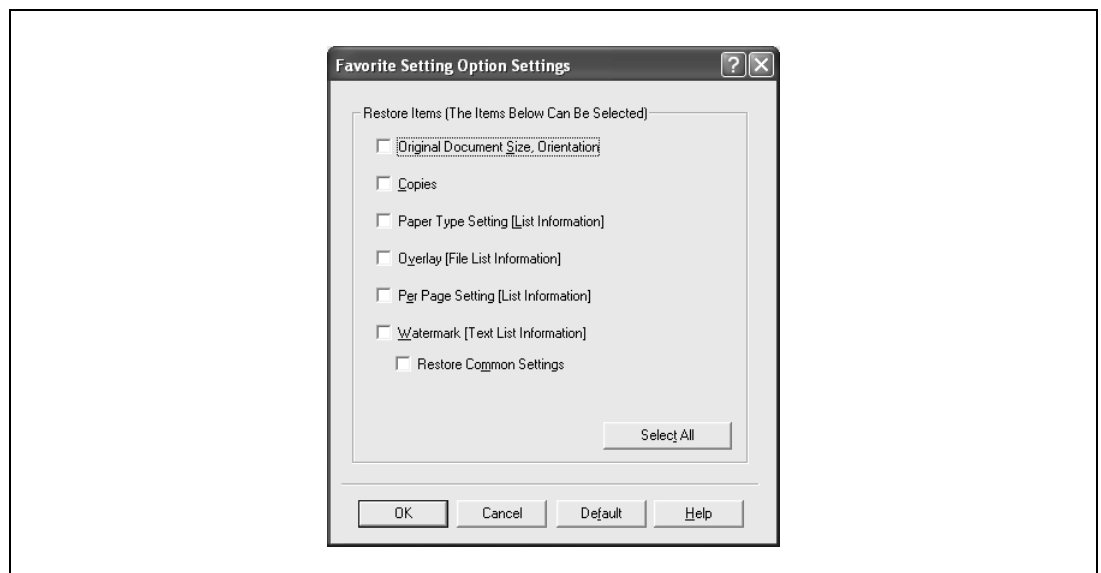 Favorite Setting Option Settings
Restore Items (The Items Below Can Be Selected)
Original Document Size, Orientation
Copies
Paper Type Setting [List Information]
Overlay [File List Information]
Per Page Setting [List Information]
Watermark [Text List Information]
Restore Common Settings
Select All
OK Cancel Default Help